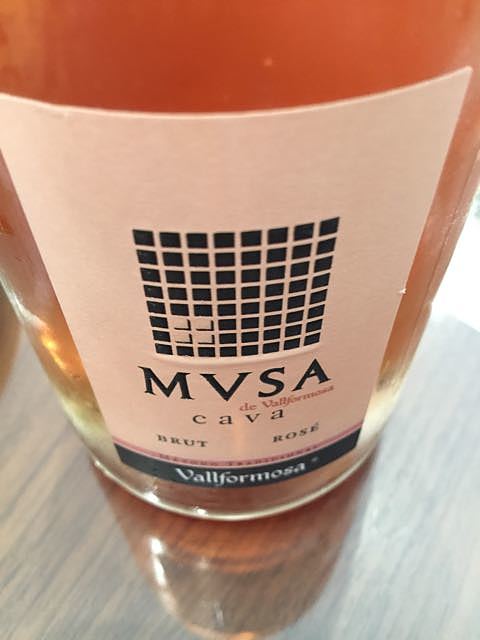 MVSA
de Vallformosa
cava
BRUT ROSÉ
Vallformosa